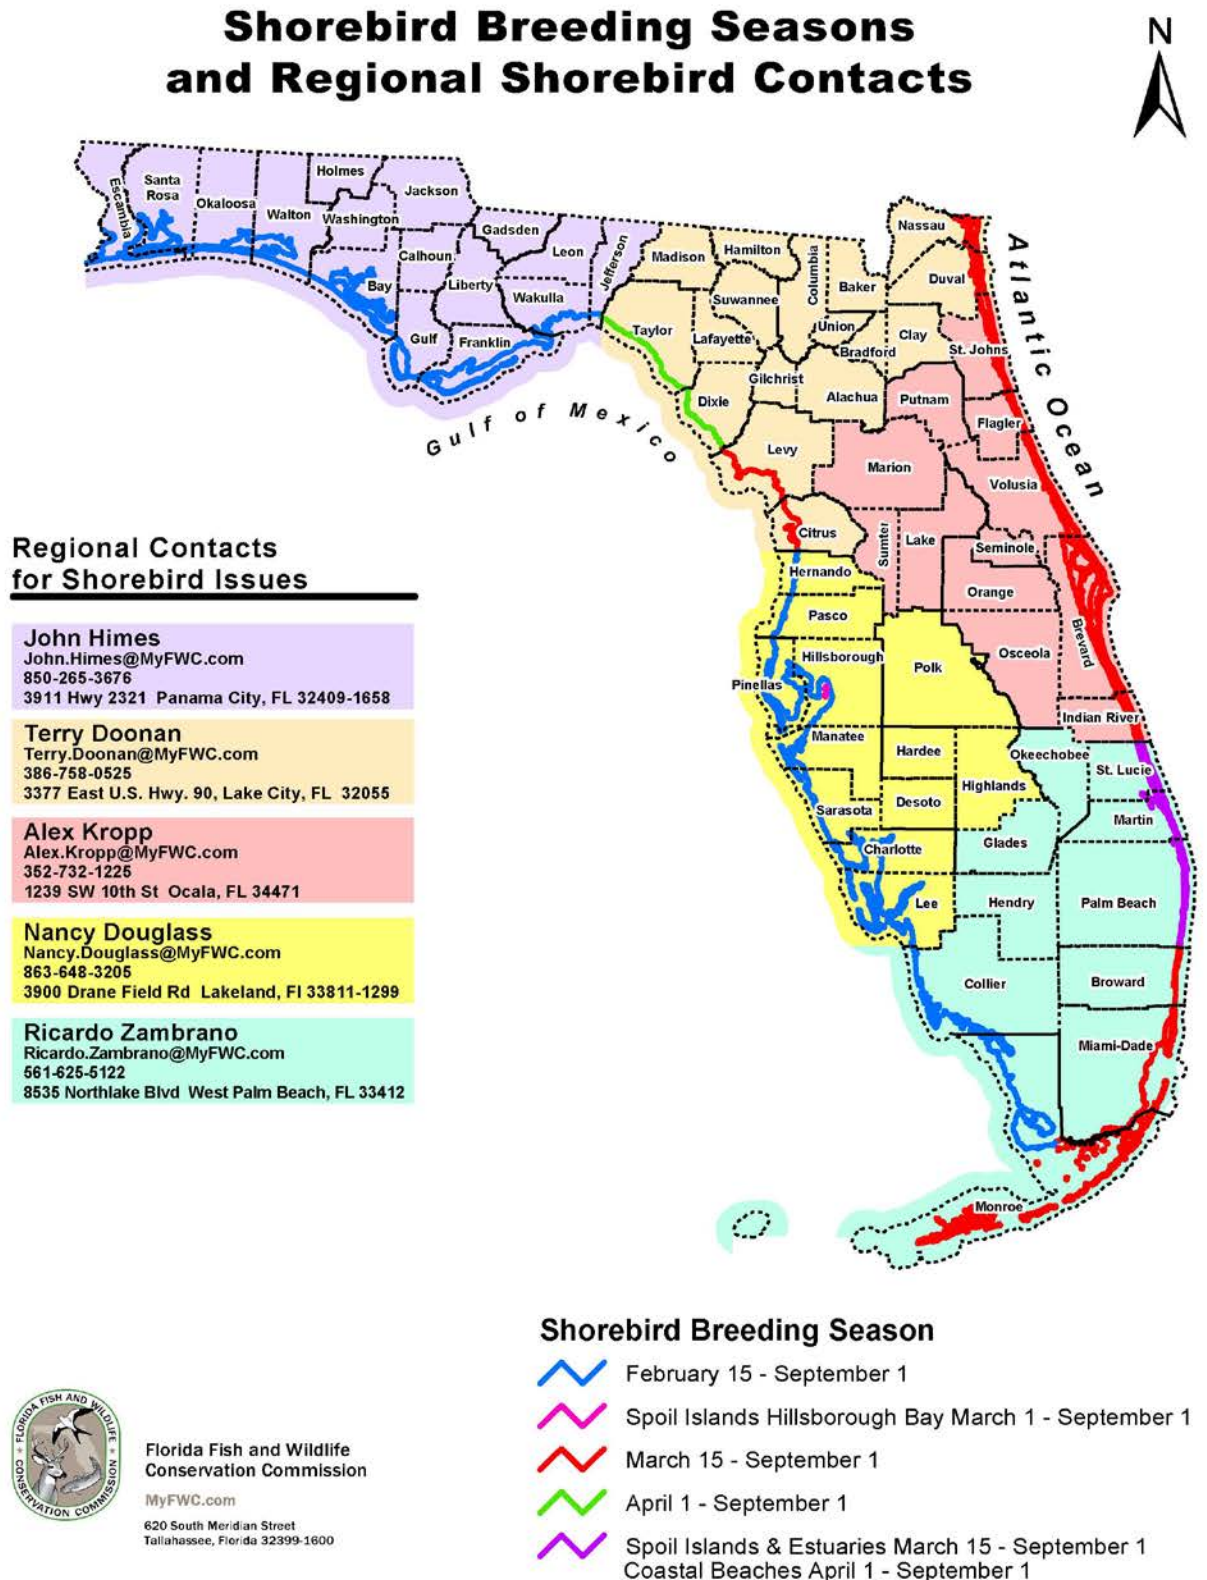 Shorebird Breeding Seasons
and Regional Shorebird Contacts
N
Escambia
Santa
Rosa
Okaloosa
Walton
Holmes
Washington
Jackson
Bay
Calhoun
Gulf
Gadsden
Liberty
Franklin
Leon
Wakulla
Jefferson
Madison
Taylor
Hamilton
Suwannee
Lafayette
Dixie
Columbia
Gilchrist
Levy
Baker
Union
Bradford
Alachua
Nassau
Duval
Clay
St. Johns
Putnam
Flagler
Marion
Volusia
Citrus
Sumter
Lake
Seminole
Orange
Hernando
Pasco
Osceola
Brevard
Hillsborough
Pinellas
Polk
Indian River
Manatee
Hardee
Okeechobee
St. Lucie
Highlands
Sarasota
Desoto
Martin
Charlotte
Glades
Lee
Hendry
Palm Beach
Collier
Broward
Miami-Dade
Monroe
Gulf of Mexico
Atlantic Ocean
Regional Contacts
for Shorebird Issues
John Himes
John.Himes@MyFWC.com
850-265-3676
3911 Hwy 2321 Panama City, FL 32409-1658
Terry Doonan
Terry.Doonan@MyFWC.com
386-758-0525
3377 East U.S. Hwy. 90, Lake City, FL 32055
Alex Kropp
Alex.Kropp@MyFWC.com
352-732-1225
1239 SW 10th St Ocala, FL 34471
Nancy Douglass
Nancy.Douglass@MyFWC.com
863-648-3205
3900 Drane Field Rd Lakeland, Fl 33811-1299
Ricardo Zambrano
Ricardo.Zambrano@MyFWC.com
561-625-5122
8535 Northlake Blvd West Palm Beach, FL 33412
Shorebird Breeding Season
February 15 - September 1
Spoil Islands Hillsborough Bay March 1 - September 1
March 15 - September 1
April 1 - September 1
Spoil Islands & Estuaries March 15 - September 1
Coastal Beaches April 1 - September 1
FLORIDA FISH AND WILDLIFE
CONSERVATION COMMISSION
Florida Fish and Wildlife
Conservation Commission
MyFWC.com
620 South Meridian Street
Tallahassee, Florida 32399-1600